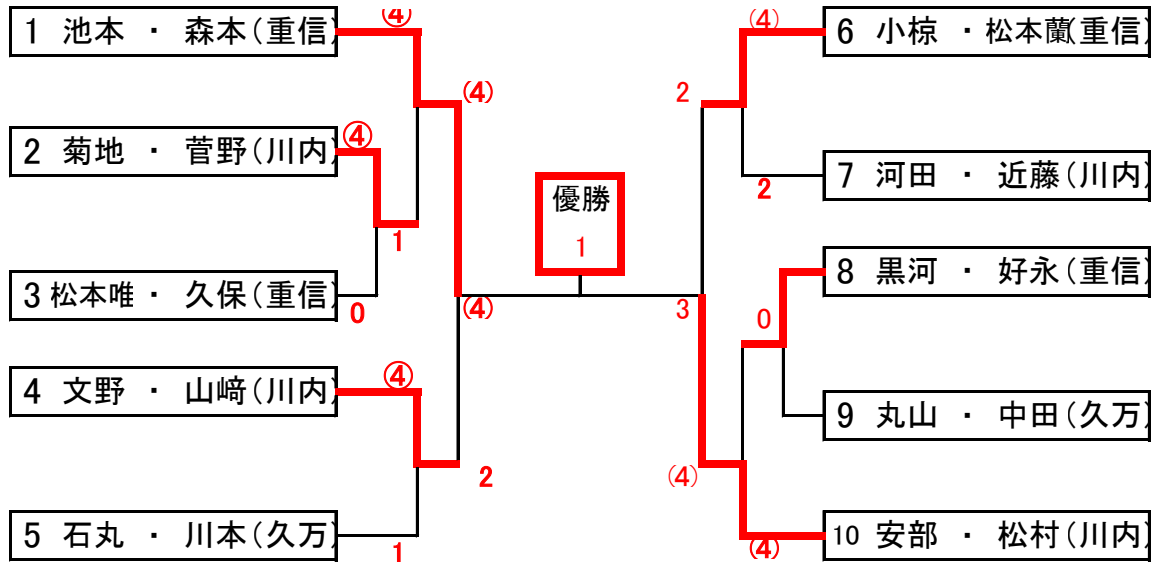 ④
1 池本 ・ 森本(重信)
(4)
2 菊地 ・ 菅野(川内)
④
1
3 松本唯 ・ 久保(重信)
0
(4)
4 文野 ・ 山﨑(川内)
④
2
5 石丸 ・ 川本(久万)
1
優勝
1
(4)
6 小椋 ・松本蘭(重信)
2
7 河田 ・ 近藤(川内)
2
8 黒河 ・ 好永(重信)
3
0
9 丸山 ・ 中田(久万)
(4)
10 安部 ・ 松村(川内)
(4)